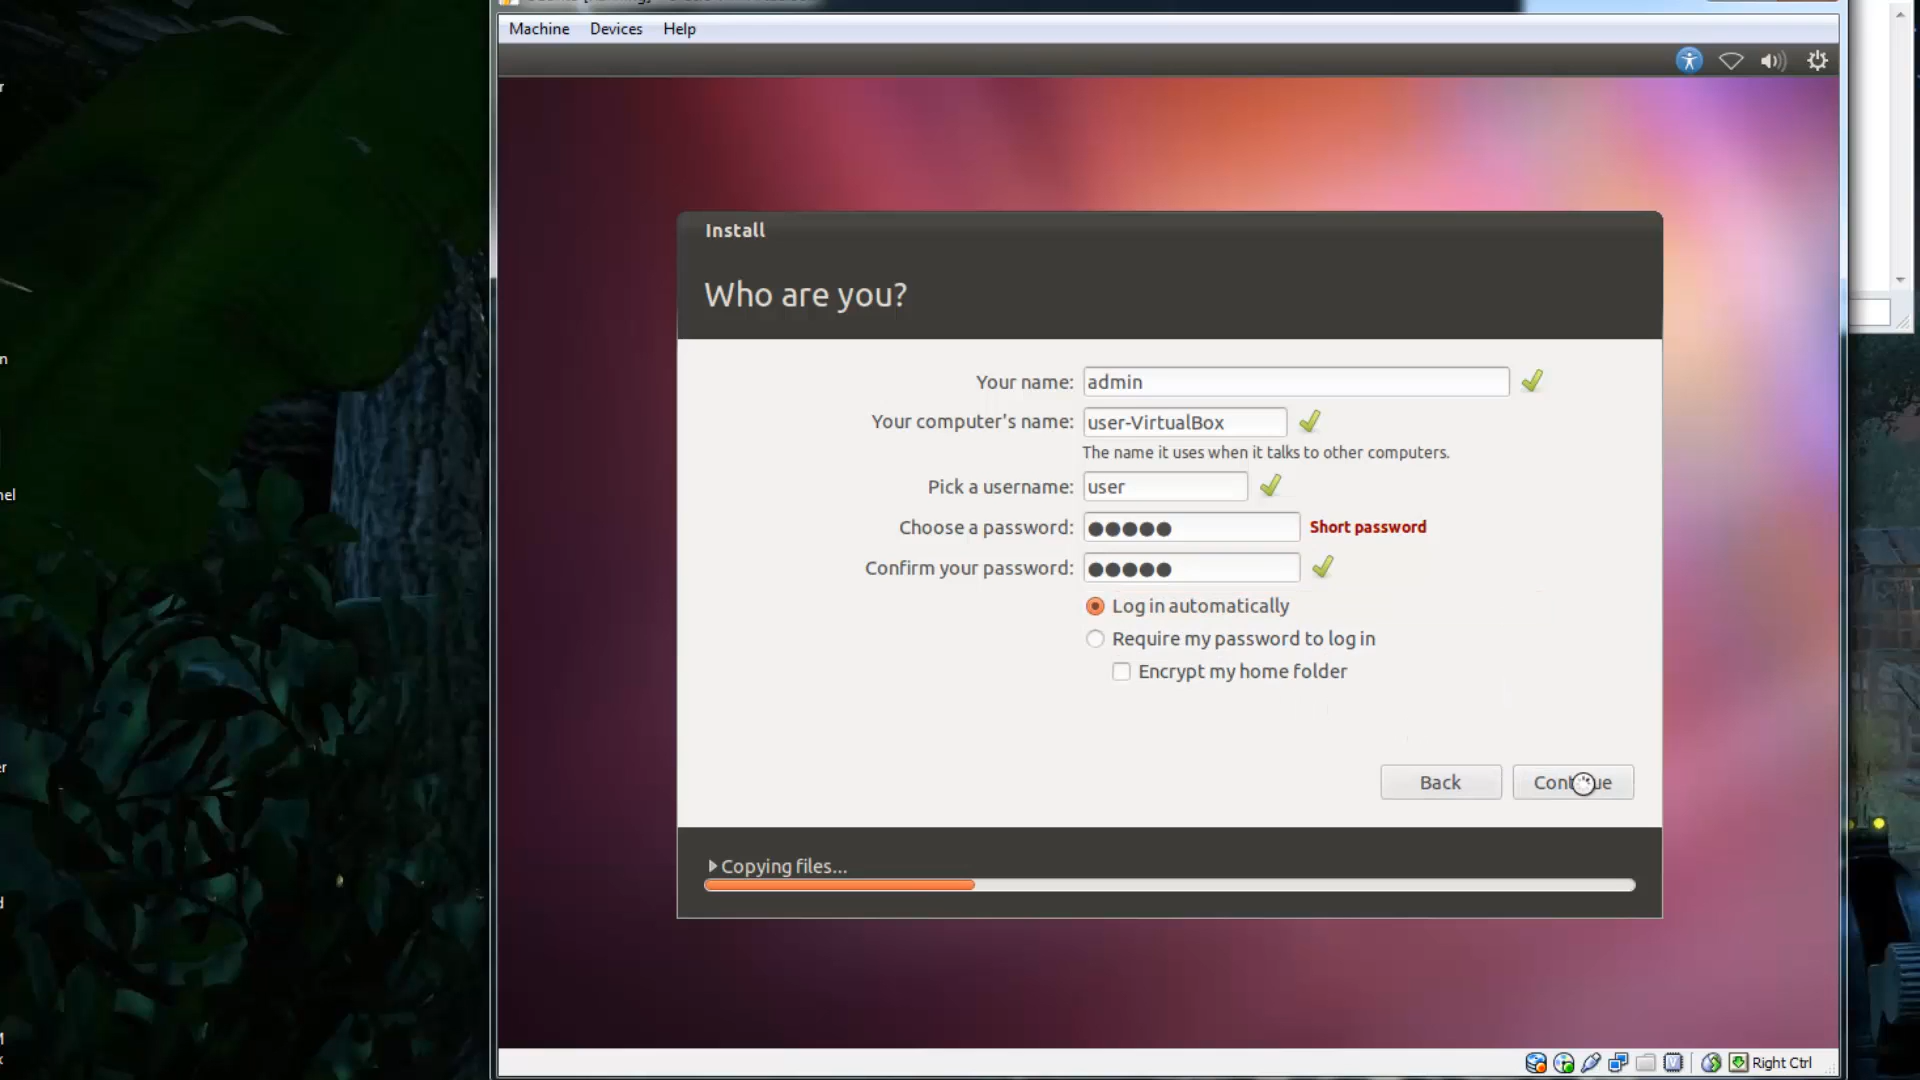 Machine Devices Help
Install
Who are you?
Your name: admin
Your computer's name: user-VirtualBox
The name it uses when it talks to other computers.
Pick a username: user
Choose a password: ●●●●● Short password
Confirm your password: ●●●●●
Log in automatically
Require my password to log in
Encrypt my home folder
Back Continue
Copying files...
Right Ctrl